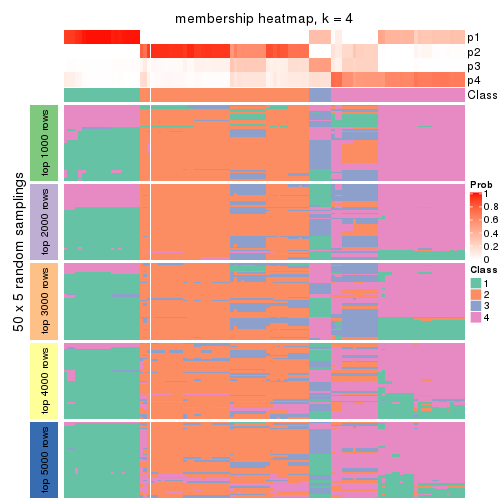 membership heatmap, k = 4
p1
p2
p3
p4
Class
50 x 5 random samplings
top 1000 rows
top 2000 rows
top 3000 rows
top 4000 rows
top 5000 rows
Prob
1
0.8
0.6
0.4
0.2
0
Class
1
2
3
4